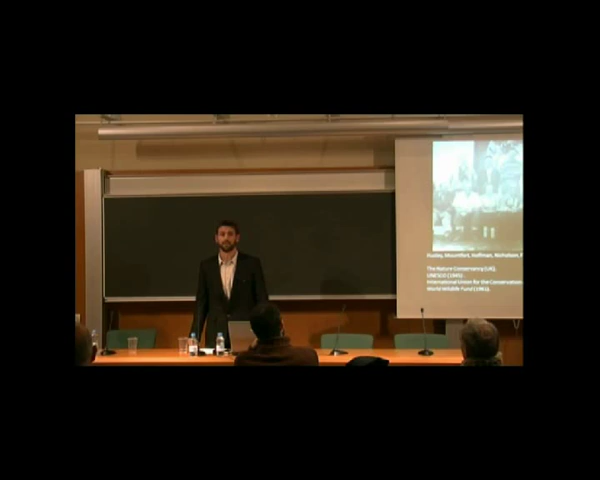 Huxley, Mountfort, Hoffman, Nicholson, F
The Nature Conservancy (UK),
UNESCO (1945)
International Union for the Conservation
World Wildlife Fund (1961),